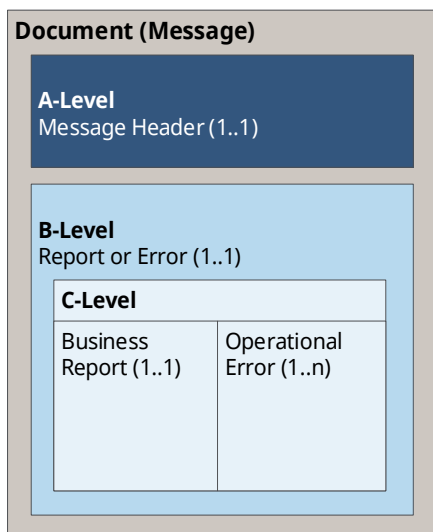 Document (Message)
A-Level
Message Header (1..1)
B-Level
Report or Error (1..1)
C-Level
Business
Report (1..1)
Operational
Error (1..n)